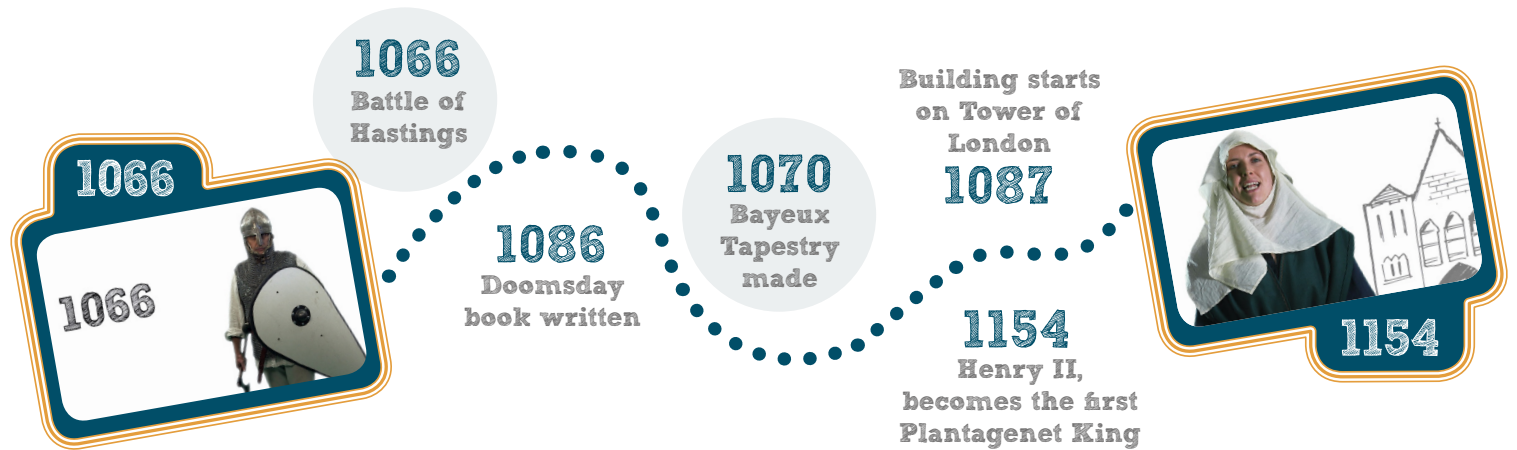 1066
1066
1066
Battle of
Hastings
1086
Doomsday
book written
1070
Bayeux
Tapestry
made
Building starts
on Tower of
London
1087
1154
Henry II,
becomes the first
Plantagenet King
1154